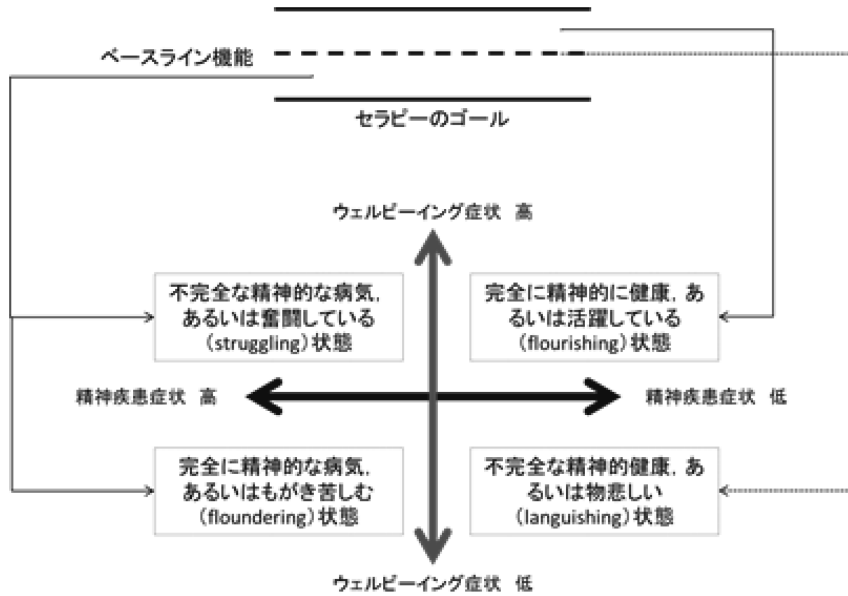 ベースライン機能
セラピーのゴール
ウェルビーイング症状 高
不完全な精神的な病気，
あるいは奮闘している
（struggling）状態
完全に精神的に健康，あ
るいは活躍している
（flourishing）状態
精神疾患症状 高
精神疾患症状 低
完全に精神的な病気，
あるいはもがき苦しむ
（floundering）状態
不完全な精神的健康，あ
るいは物悲しい
（languishing）状態
ウェルビーイング症状 低